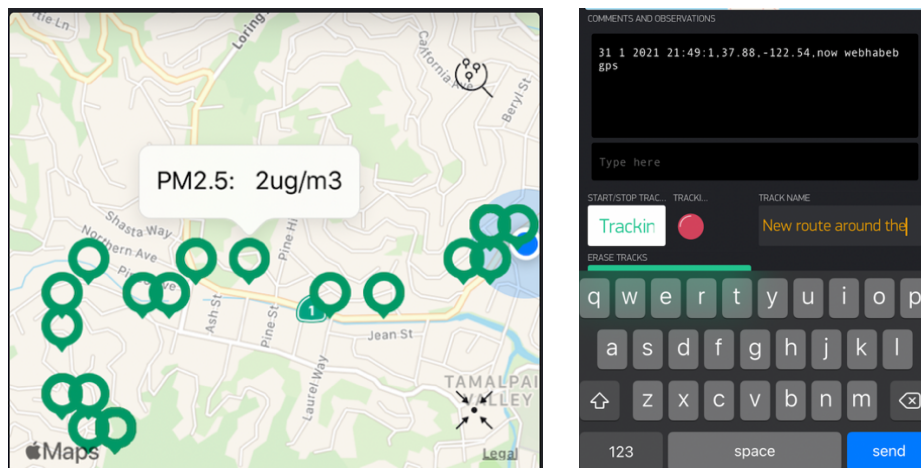 tie Ln
Loring
California Ave
Beryl St
PM2.5: 2ug/m3
Shasta Way
Northern Ave
Pine Hi
Ash St
Pine St
1
Jean St
Laurel Way
TAMALPAI
VALLEY
Maps
Legal
COMMENTS AND OBSERVATIONS
31 1 2021 21:49:1,37.88,-122.54,now webhabeb
gps
Type here
START/STOP TRAC... TRACKI... TRACK NAME
Trackin New route around the
ERASE TRACKS
q w e r t y u i o p
a s d f g h j k l
z x c v b n m
123 space send